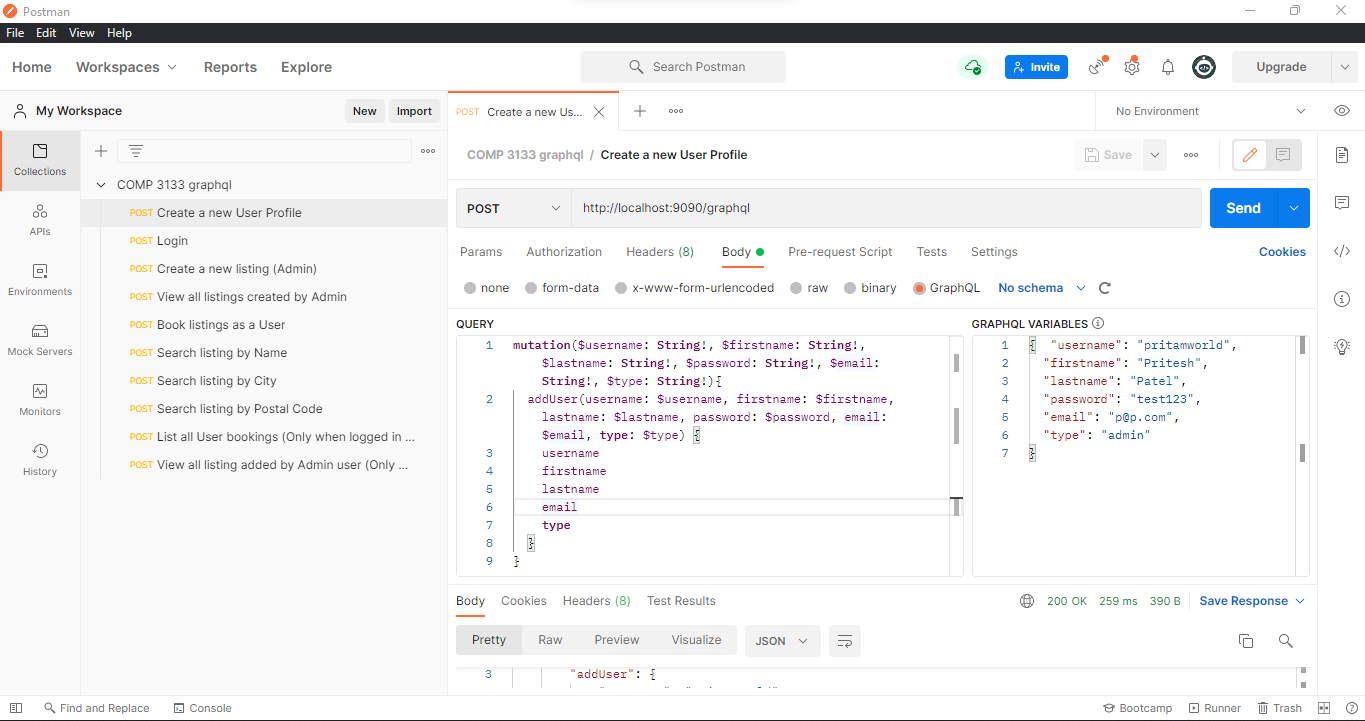 Postman
File Edit View Help
Home Workspaces Reports Explore
Search Postman
Invite
Upgrade
My Workspace
New Import
POST Create a new Us...
No Environment
Collections
APIs
Environments
Mock Servers
Monitors
History
COMP 3133 graphql
POST Create a new User Profile
POST Login
POST Create a new listing (Admin)
POST View all listings created by Admin
POST Book listings as a User
POST Search listing by Name
POST Search listing by City
POST Search listing by Postal Code
POST List all User bookings (Only when logged in ...
POST View all listing added by Admin user (Only ...
COMP 3133 graphql / Create a new User Profile
Save
POST http://localhost:9090/graphql
Send
Params Authorization Headers (8) Body Pre-request Script Tests Settings Cookies
none form-data x-www-form-urlencoded raw binary GraphQL No schema
QUERY
1 mutation($username: String!, $firstname: String!,
$lastname: String!, $password: String!, $email:
String!, $type: String!){
2 addUser(username: $username, firstname: $firstname,
lastname: $lastname, password: $password, email:
$email, type: $type) {
3 username
4 firstname
5 lastname
6 email
7 type
8 }
9 }
GRAPHQL VARIABLES
1 { "username": "pritamworld",
2 "firstname": "Pritesh",
3 "lastname": "Patel",
4 "password": "test123",
5 "email": "p@p.com",
6 "type": "admin"
7 }
Body Cookies Headers (8) Test Results
200 OK 259 ms 390 B Save Response
Pretty Raw Preview Visualize JSON
3 "addUser": {
Find and Replace Console
Bootcamp Runner Trash